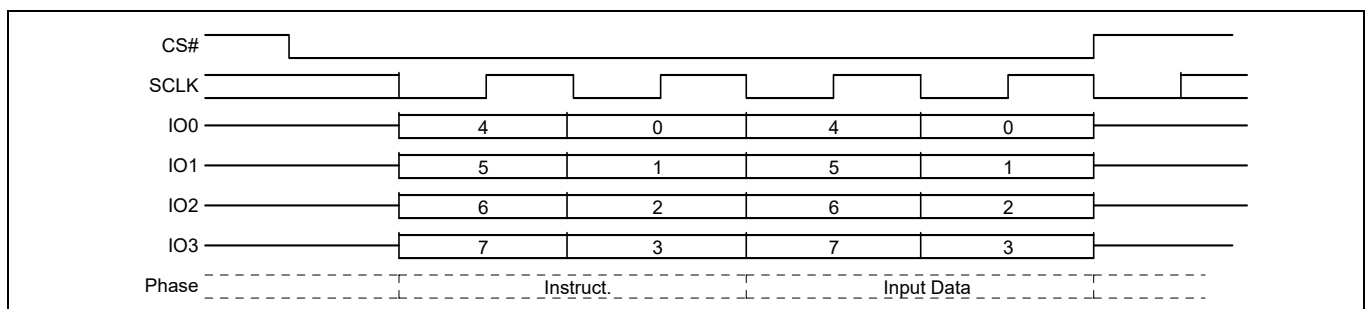 CS#
SCLK
IO0 4 0 4 0
IO1 5 1 5 1
IO2 6 2 6 2
IO3 7 3 7 3
Phase Instruct. Input Data